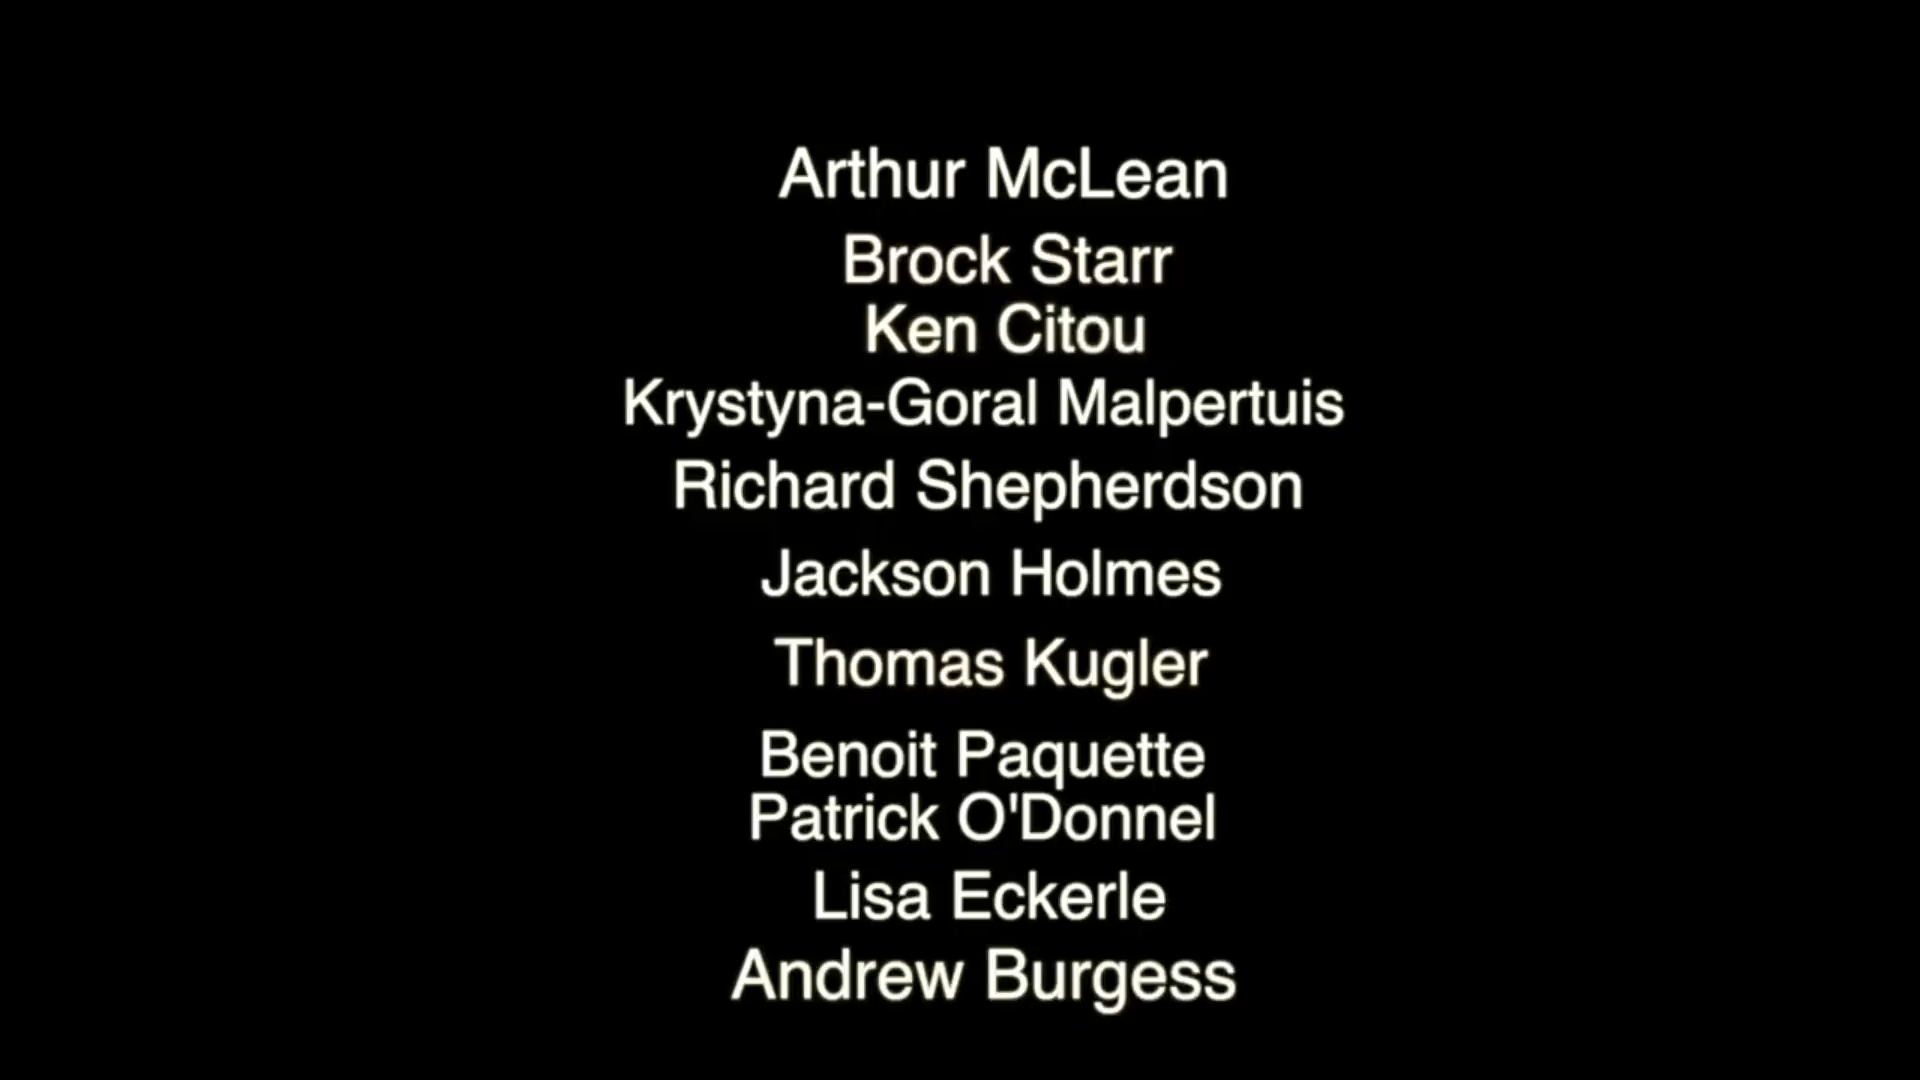 Arthur McLean
Brock Starr
Ken Citou
Krystyna-Goral Malpertuis
Richard Shepherdson
Jackson Holmes
Thomas Kugler
Benoit Paquette
Patrick O'Donnel
Lisa Eckerle
Andrew Burgess